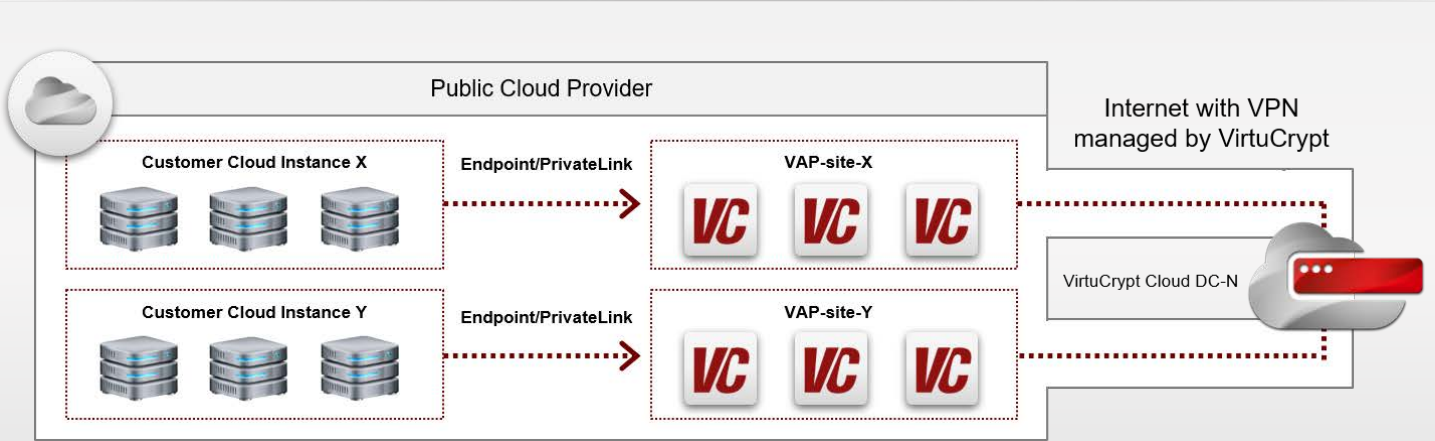 Public Cloud Provider
Internet with VPN
managed by VirtuCrypt
Customer Cloud Instance X
Endpoint/PrivateLink
VAP-site-X
VC
VC
VC
VirtuCrypt Cloud DC-N
Customer Cloud Instance Y
Endpoint/PrivateLink
VAP-site-Y
VC
VC
VC